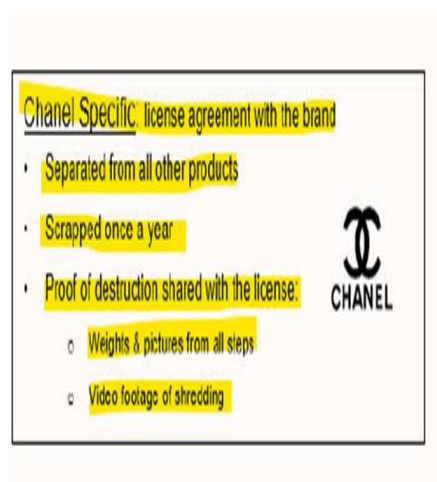 Chanel Specific: license agreement with the brand
• Separated from all other products
• Scrapped once a year
• Proof of destruction shared with the license:
o Weights & pictures from all steps
o Video footage of shredding
CHANEL